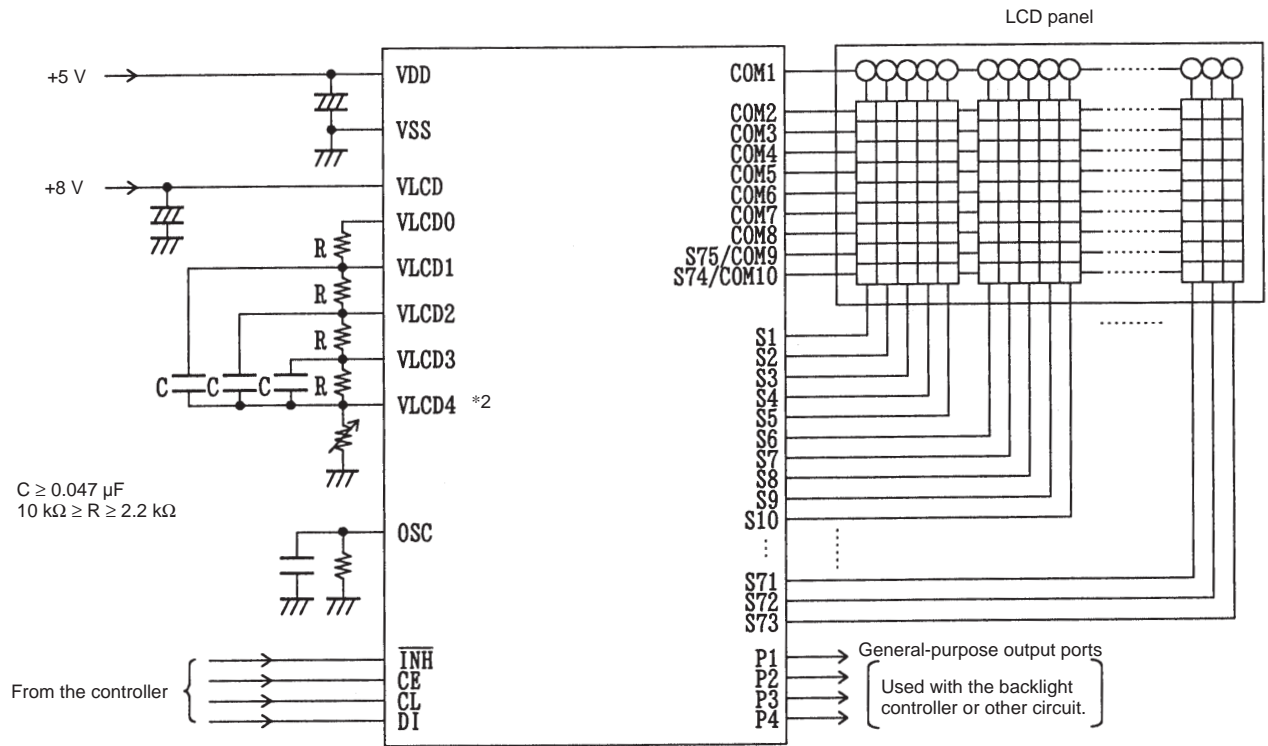 LCD panel
+5 V
VDD
VSS
+8 V
VLCD
VLCD0
R
VLCD1
R
VLCD2
R
VLCD3
C
C
C
R
VLCD4 *2
C ≥ 0.047 µF
10 kΩ ≥ R ≥ 2.2 kΩ
OSC
From the controller
INH
CE
CL
DI
COM1
COM2
COM3
COM4
COM5
COM6
COM7
COM8
S75/COM9
S74/COM10
S1
S2
S3
S4
S5
S6
S7
S8
S9
S10
S71
S72
S73
P1
P2
P3
P4
General-purpose output ports
Used with the backlight
controller or other circuit.